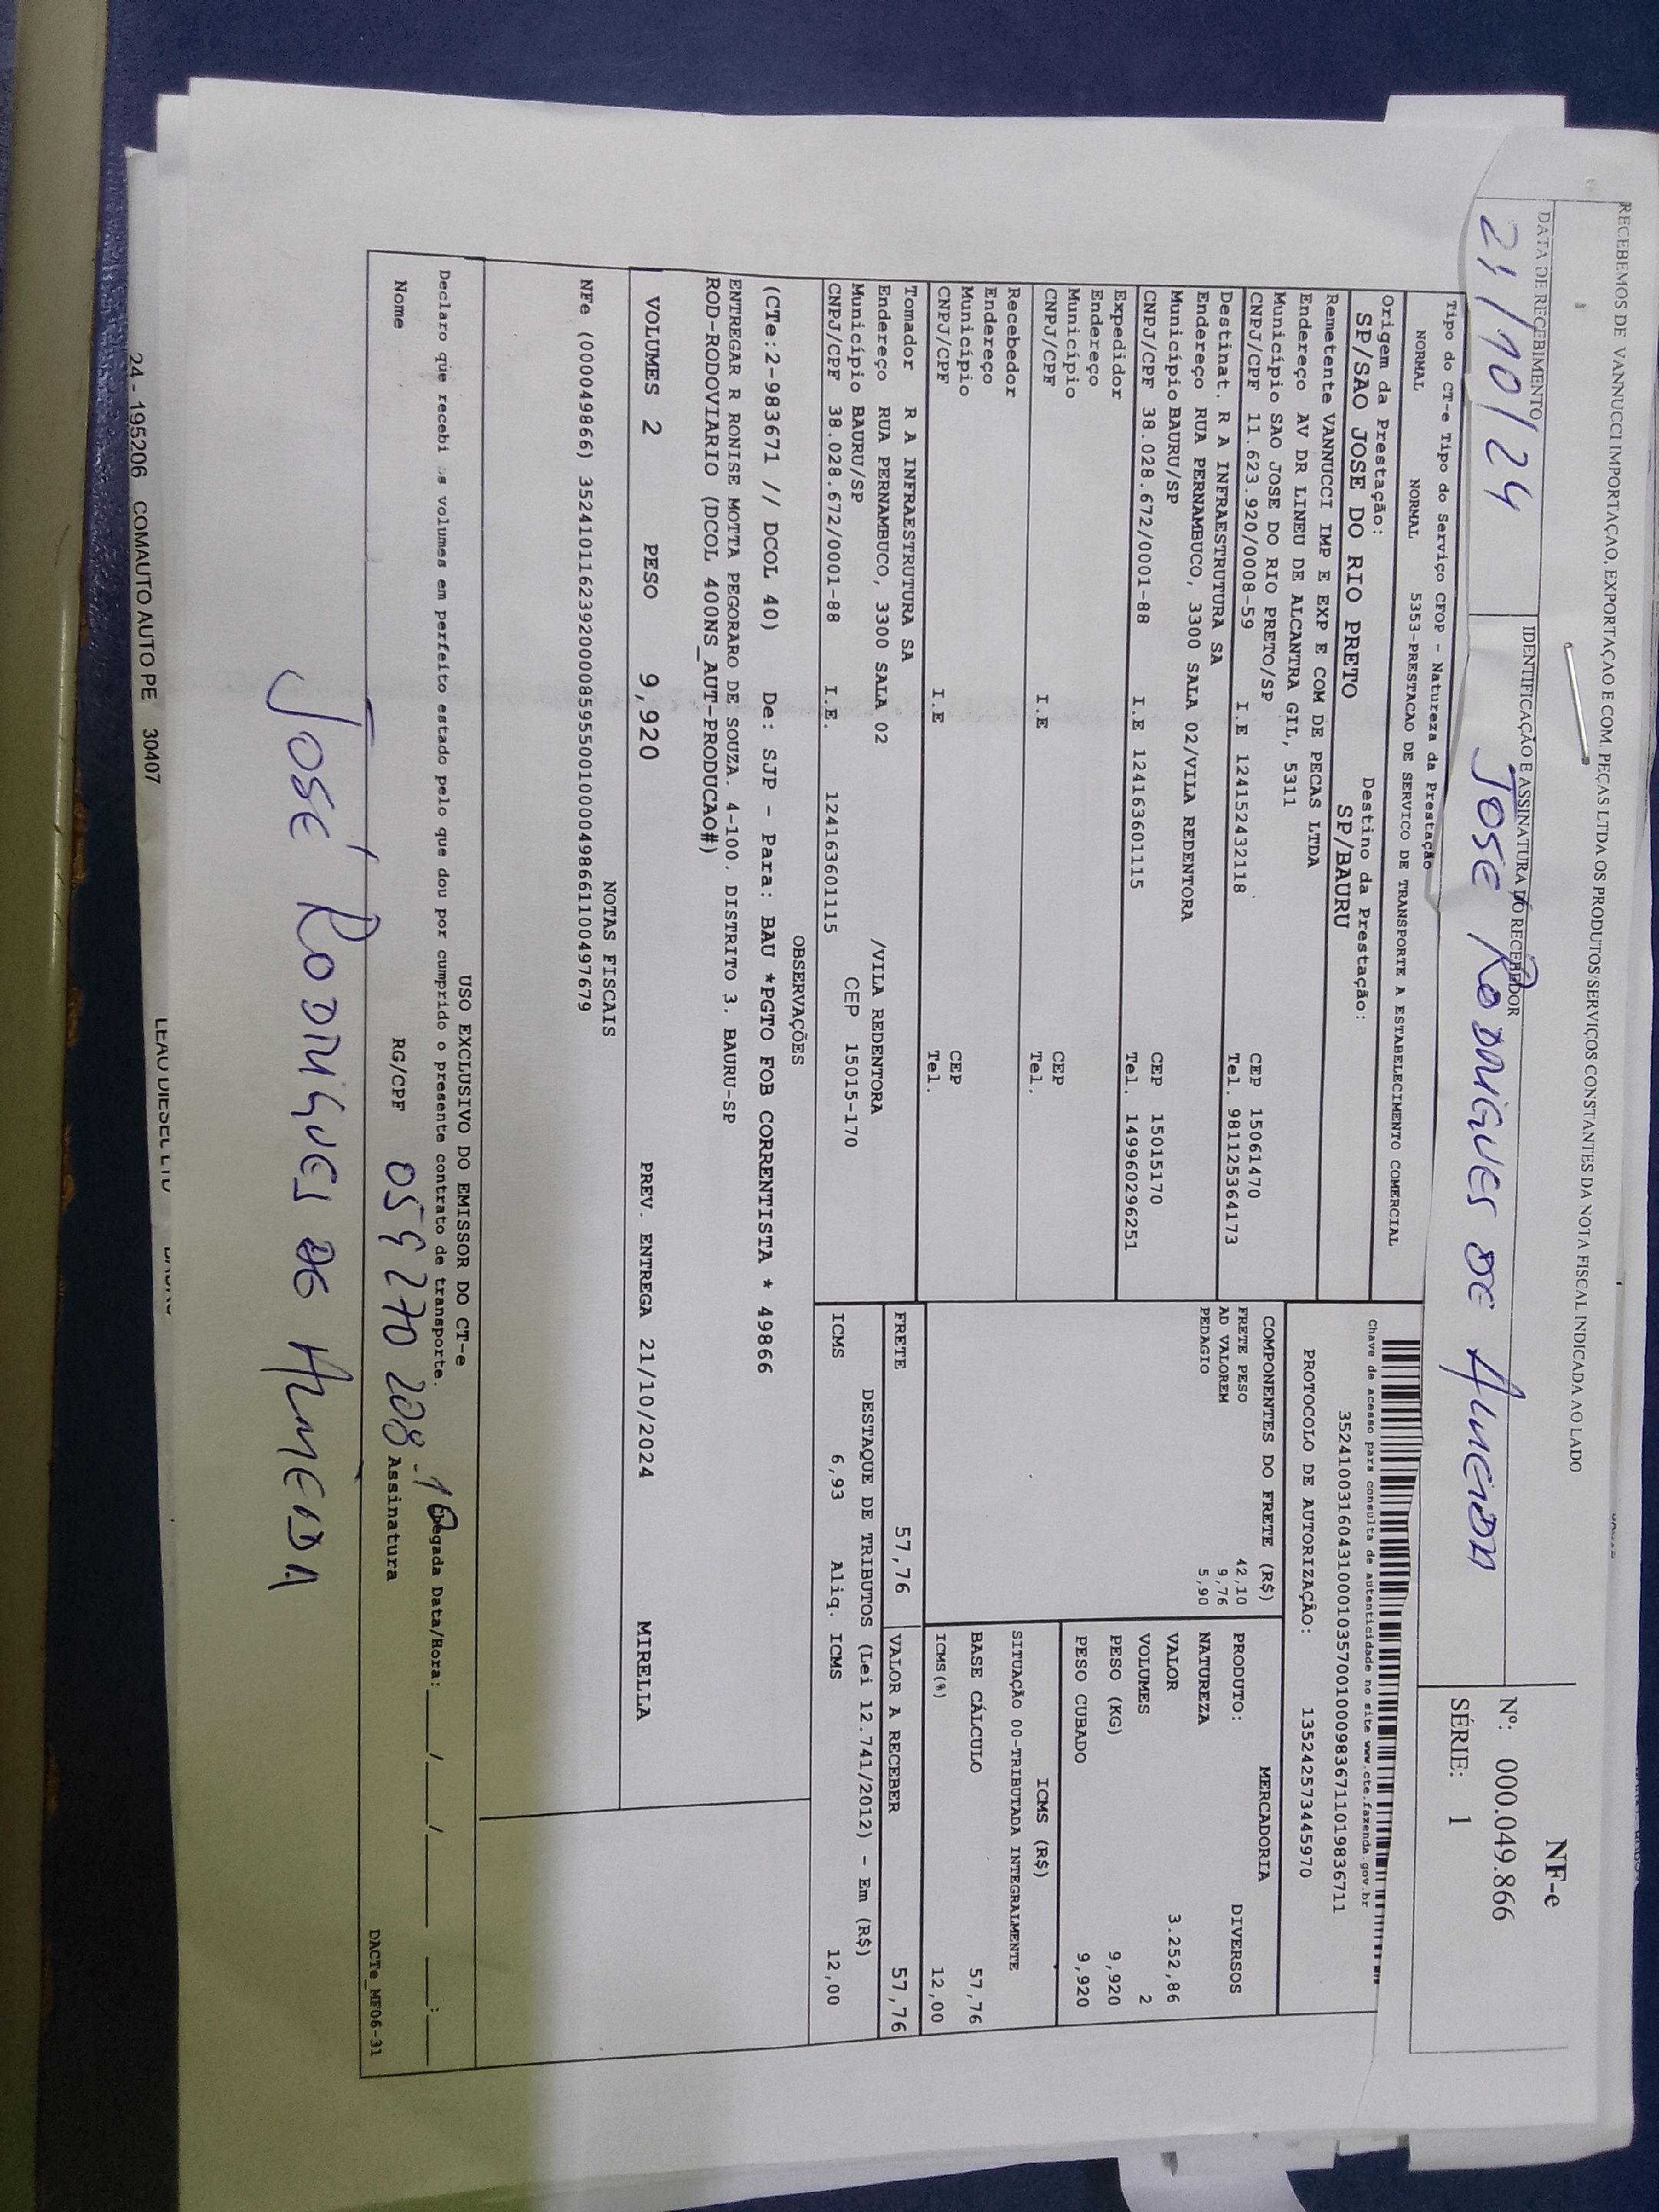 RECEBEMOS DE VANNUCCI IMPORTAÇAO, EXPORTAÇAO E COM. PEÇAS LTDA OS PRODUTOS/SERVIÇOS CONSTANTES DA NOTA FISCAL INDICADA AO LADO
NF-e
Nº: 000.049.866
SÉRIE: 1
DATA DE RECEBIMENTO
IDENTIFICAÇÃO E ASSINATURA DO RECEBEDOR
21/10/24
JOSÉ RODRIGUES DE ALMEIDA
Tipo do CT-e Tipo do Serviço CFOP - Natureza da Prestação
NORMAL NORMAL 5353-PRESTACAO DE SERVICO DE TRANSPORTE A ESTABELECIMENTO COMERCIAL
Origem da Prestação: Destino da Prestação:
SP/SAO JOSE DO RIO PRETO SP/BAURU
Remetente VANNUCCI IMP E EXP E COM DE PECAS LTDA
Endereço AV DR LINEU DE ALCANTRA GIL, 5311
Município SAO JOSE DO RIO PRETO/SP CEP 15061470
CNPJ/CPF 11.623.920/0008-59 I.E 124152432118 Tel. 981125364173
Destinat. R A INFRAESTRUTURA SA
Endereço RUA PERNAMBUCO, 3300 SALA 02/VILA REDENTORA
Município BAURU/SP CEP 15015170
CNPJ/CPF 38.028.672/0001-88 I.E 124163601115 Tel. 149960296251
Expedidor
Endereço
Município CEP
CNPJ/CPF I.E Tel.
Recebedor
Endereço
Município CEP
CNPJ/CPF I.E Tel.
Tomador R A INFRAESTRUTURA SA
Endereço RUA PERNAMBUCO, 3300 SALA 02 /VILA REDENTORA
Município BAURU/SP CEP 15015-170
CNPJ/CPF 38.028.672/0001-88 I.E. 124163601115
Chave de acesso para consulta de autenticidade no site www.cte.fazenda.gov.br
35241003160431000103570010009836711019836711
PROTOCOLO DE AUTORIZAÇÃO: 135242573445970
COMPONENTES DO FRETE (R$)
FRETE PESO 42,10
AD VALOREM 9,76
PEDAGIO 5,90
MERCADORIA
PRODUTO: DIVERSOS
NATUREZA
VALOR 3.252,86
VOLUMES 2
PESO (KG) 9,920
PESO CUBADO 9,920
ICMS (R$)
SITUAÇÃO 00-TRIBUTADA INTEGRALMENTE
BASE CÁLCULO 57,76
ICMS(%) 12,00
FRETE 57,76 VALOR A RECEBER 57,76
DESTAQUE DE TRIBUTOS (Lei 12.741/2012) - Em (R$)
ICMS 6,93 Aliq. ICMS 12,00
OBSERVAÇÕES
(CTe:2-983671 // DCOL 40) De: SJP - Para: BAU *PGTO FOB CORRENTISTA * 49866
ENTREGAR R RONISE MOTTA PEGORARO DE SOUZA. 4-100. DISTRITO 3. BAURU-SP
ROD-RODOVIARIO (DCOL 400NS_AUT-PRODUCAO#)
VOLUMES 2 PESO 9,920 PREV. ENTREGA 21/10/2024 MIRELLA
NOTAS FISCAIS
NFe (000049866) 35241011623920000859550010000498661100497679
USO EXCLUSIVO DO EMISSOR DO CT-e
Declaro que recebi os volumes em perfeito estado pelo que dou por cumprido o presente contrato de transporte. Chegada Data/Hora: ___/___/____ __:__
Nome RG/CPF Assinatura
DACTe_MF06-31
JOSÉ RODRIGUES DE ALMEIDA
24 - 195206 COMAUTO AUTO PE 30407